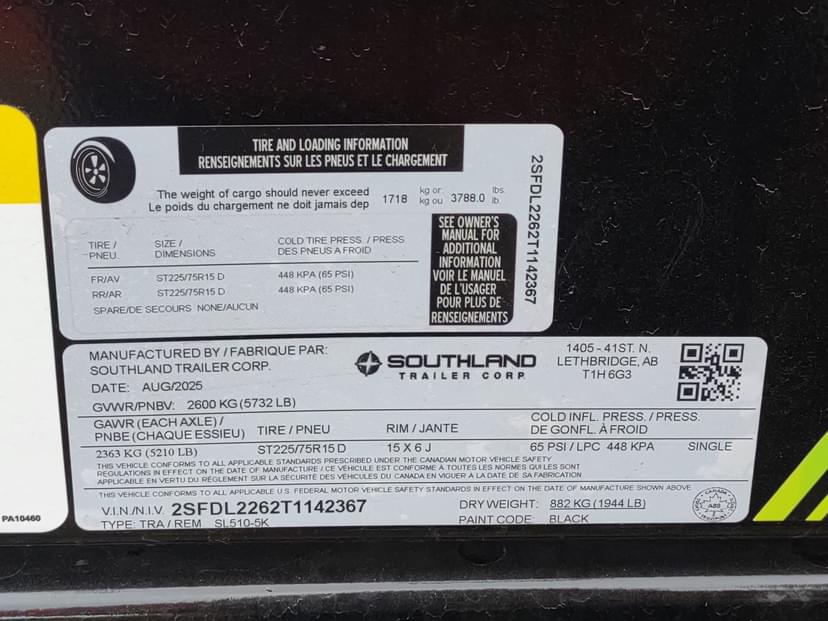 TIRE AND LOADING INFORMATION
RENSEIGNEMENTS SUR LES PNEUS ET LE CHARGEMENT
The weight of cargo should never exceed 1718 kg or. 3788.0 lbs.
Le poids du chargement ne doit jamais dep kg ou lb.
TIRE / SIZE / COLD TIRE PRESS. / PRESS
PNEU. DIMENSIONS DES PNEUS A FROID
FR/AV ST225/75R15 D 448 KPA (65 PSI)
RR/AR ST225/75R15 D 448 KPA (65 PSI)
SPARE/DE SECOURS NONE/AUCUN
SEE OWNER'S
MANUAL FOR
ADDITIONAL
INFORMATION
VOIR LE MANUEL
DE L'USAGER
POUR PLUS DE
RENSEIGNEMENTS
2SFDL2262T1142367
MANUFACTURED BY / FABRIQUE PAR:
SOUTHLAND TRAILER CORP.
DATE: AUG/2025
SOUTHLAND
TRAILER CORP.
1405 - 41ST. N.
LETHBRIDGE, AB
T1H 6G3
GVWR/PNBV: 2600 KG (5732 LB)
GAWR (EACH AXLE) / TIRE / PNEU RIM / JANTE COLD INFL. PRESS. / PRESS.
PNBE (CHAQUE ESSIEU) DE GONFL. À FROID
2363 KG (5210 LB) ST225/75R15 D 15 X 6 J 65 PSI / LPC 448 KPA SINGLE
THIS VEHICLE CONFORMS TO ALL APPLICABLE STANDARDS PRESCRIBED UNDER THE CANADIAN MOTOR VEHICLE SAFETY
REGULATIONS IN EFFECT ON THE DATE OF MANUFACTURE / CE VÉHICULE EST CONFORME À TOUTES LES NORMES QUI SONT
APPLICABLE EN VERTU DU RÈGLEMENT SUR LA SÉCURITÉ DES VÉHICULES DU CANADA EN VIGUER À LA DATE DE SA FABRICATION
THIS VEHICLE CONFORMS TO ALL APPLICABLE U.S. FEDERAL MOTOR VEHICLE SAFETY STANDARDS IN EFFECT ON THE DATE OF MANUFACTURE SHOWN ABOVE
V.I.N./N.I.V. 2SFDL2262T1142367 DRY WEIGHT: 882 KG (1944 LB)
TYPE: TRA / REM SL510-5K PAINT CODE: BLACK
CANADA
PA10460